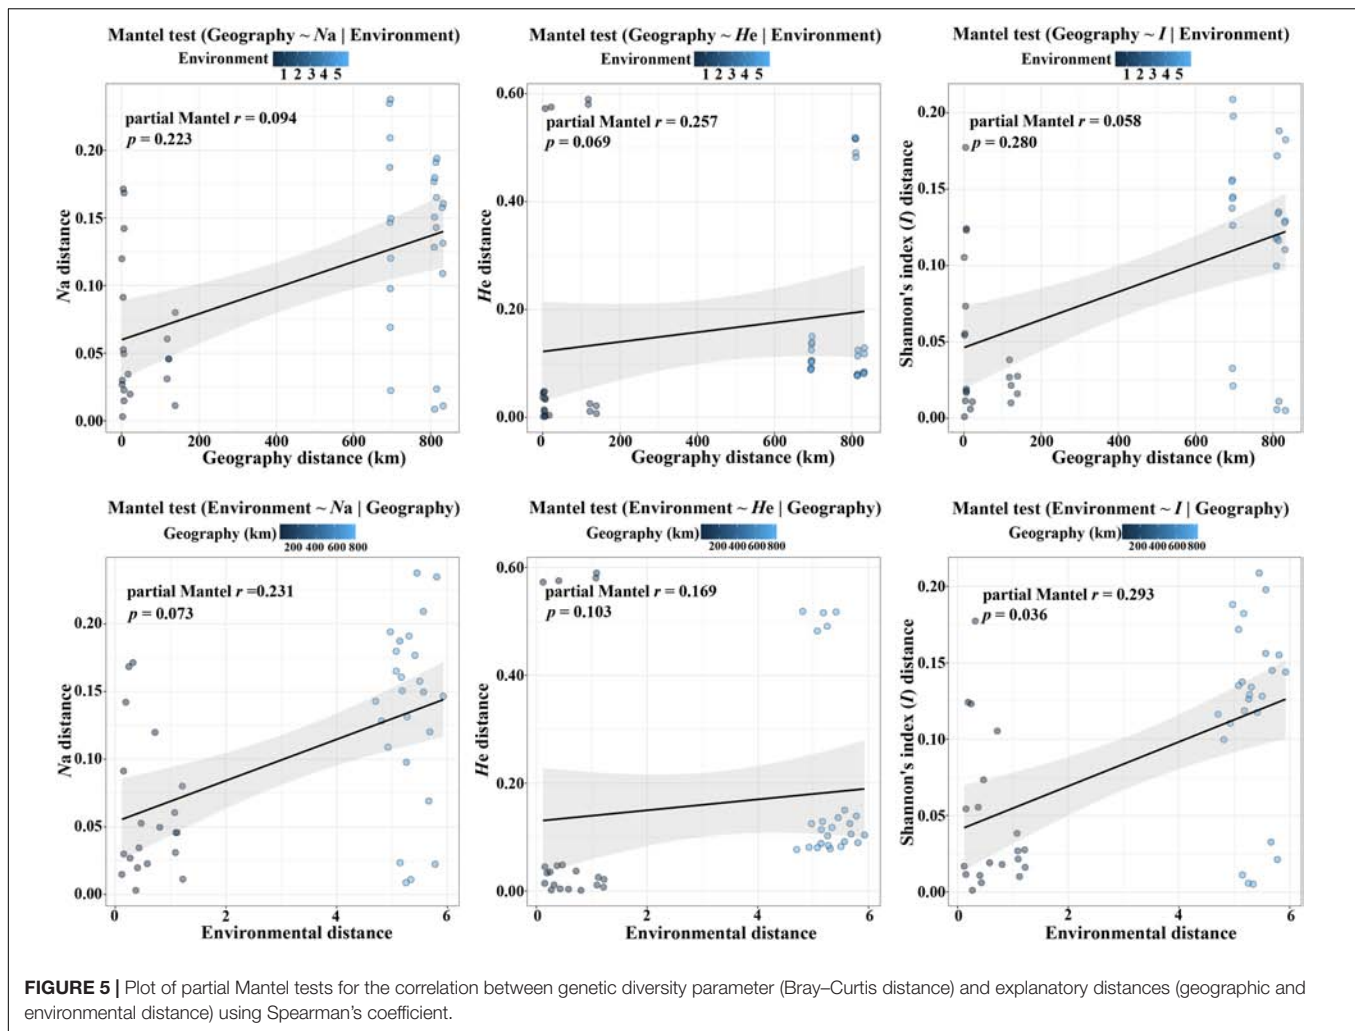 Mantel test (Geography ~ Na | Environment)
Environment
1 2 3 4 5
partial Mantel r = 0.094
p = 0.223
Na distance
0.20
0.15
0.10
0.05
0.00
0 200 400 600 800
Geography distance (km)
Mantel test (Geography ~ He | Environment)
Environment
1 2 3 4 5
partial Mantel r = 0.257
p = 0.069
He distance
0.60
0.40
0.20
0.00
0 200 400 600 800
Geography distance (km)
Mantel test (Geography ~ I | Environment)
Environment
1 2 3 4 5
partial Mantel r = 0.058
p = 0.280
Shannon's index (I) distance
0.20
0.15
0.10
0.05
0.00
0 200 400 600 800
Geography distance (km)
Mantel test (Environment ~ Na | Geography)
Geography (km)
200 400 600 800
partial Mantel r =0.231
p = 0.073
Na distance
0.20
0.15
0.10
0.05
0.00
0 2 4 6
Environmental distance
Mantel test (Environment ~ He | Geography)
Geography (km)
200 400 600 800
partial Mantel r = 0.169
p = 0.103
He distance
0.60
0.40
0.20
0.00
0 2 4 6
Environmental distance
Mantel test (Environment ~ I | Geography)
Geography (km)
200 400 600 800
partial Mantel r = 0.293
p = 0.036
Shannon's index (I) distance
0.20
0.15
0.10
0.05
0.00
0 2 4 6
Environmental distance
FIGURE 5 | Plot of partial Mantel tests for the correlation between genetic diversity parameter (Bray–Curtis distance) and explanatory distances (geographic and
environmental distance) using Spearman's coefficient.